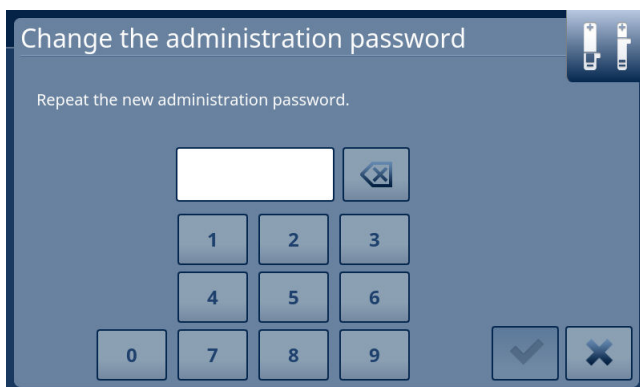 Change the administration password
Repeat the new administration password.
1 2 3
4 5 6
0 7 8 9